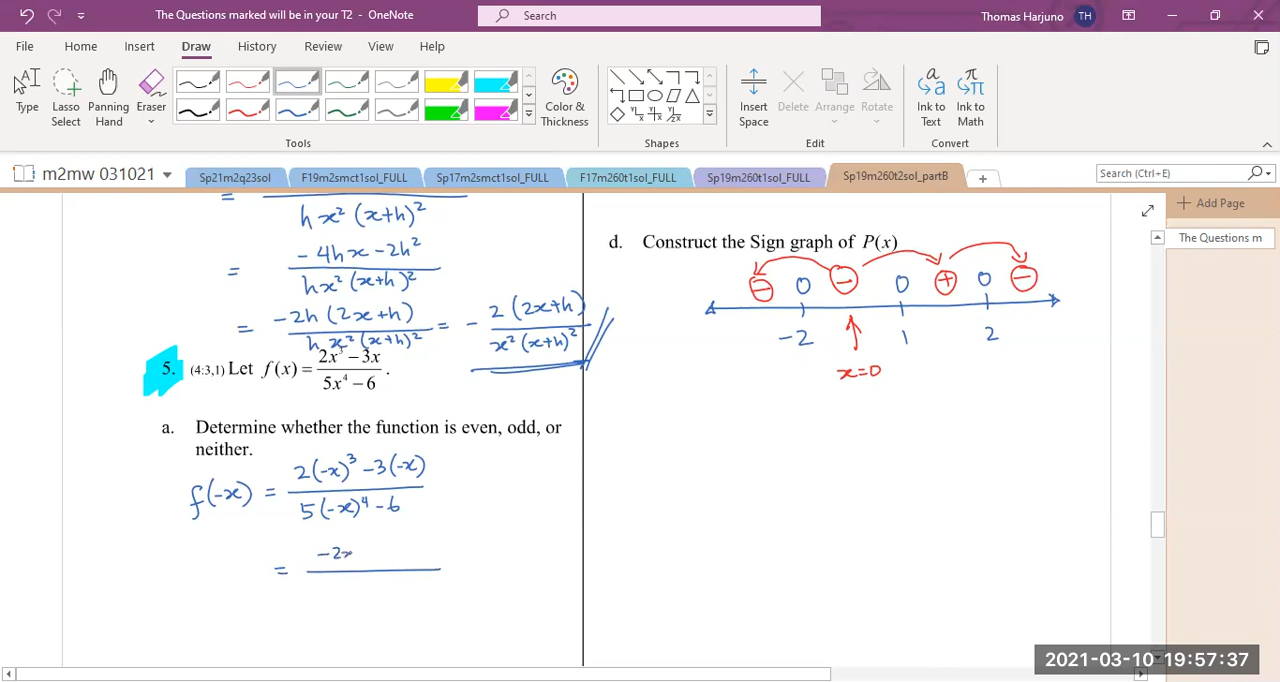 The Questions marked will be in your T2 - OneNote
Search
Thomas Harjuno TH
File Home Insert Draw History Review View Help
Type
Lasso Select
Panning Hand
Eraser
Color & Thickness
Insert Space
Delete
Arrange
Rotate
Ink to Text
Ink to Math
Tools
Shapes
Edit
Convert
m2mw 031021
Sp21m2q23sol
F19m2smct1sol_FULL
Sp17m2smct1sol_FULL
F17m260t1sol_FULL
Sp19m260t1sol_FULL
Sp19m260t2sol_partB
Search (Ctrl+E)
Add Page
The Questions m
= hx² (x+h)²
= -4hx -2h² / hx² (x+h)²
= -2h (2x+h) / hx² (x+h)² = - 2 (2x+h) / x² (x+h)²
5. (4:3,1) Let f(x) = 2x³ − 3x / 5x⁴ − 6 .
a. Determine whether the function is even, odd, or
neither.
f(-x) = 2(-x)³ -3(-x) / 5(-x)⁴ -6
= -2x
d. Construct the Sign graph of P(x)
− 0 − 0 + 0 −
-2 1 2
x=0
2021-03-10 19:57:37